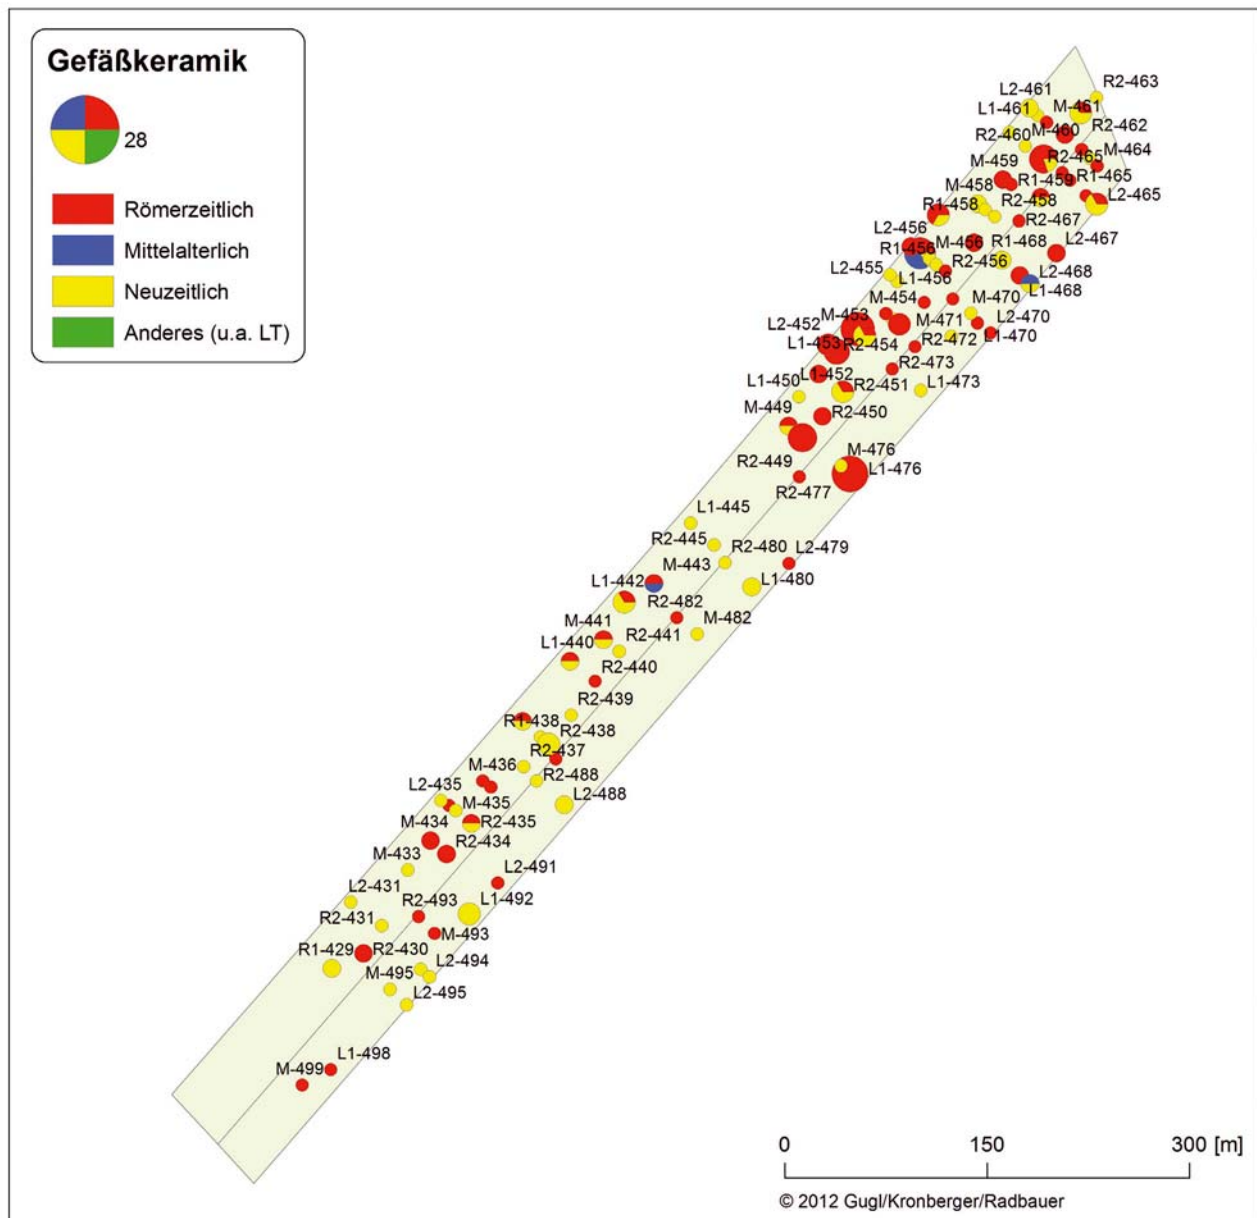 Gefäßkeramik
28
Römerzeitlich
Mittelalterlich
Neuzeitlich
Anderes (u.a. LT)
R2-463
L2-461
L1-461
M-461
R2-462
R2-460
M-460
M-464
M-459
R2-465
R1-465
M-458
R1-459
L2-465
R1-458
R2-458
R2-467
L2-456
R1-456
M-456
R1-468
L2-467
L2-455
L1-456
R2-456
L2-468
L1-468
M-454
M-470
L2-452
M-453
M-471
L2-470
L1-470
L1-453
R2-454
R2-472
R2-473
L1-450
L1-452
R2-451
L1-473
M-449
R2-450
R2-449
M-476
L1-476
R2-477
L1-445
R2-445
R2-480
L2-479
M-443
L1-442
L1-480
R2-482
M-441
R2-441
M-482
L1-440
R2-440
R2-439
R1-438
R2-438
R2-437
M-436
R2-488
L2-435
L2-488
M-435
M-434
R2-435
R2-434
M-433
L2-491
L2-431
R2-493
L1-492
R2-431
M-493
R1-429
R2-430
L2-494
M-495
L2-495
L1-498
M-499
0 150 300 [m]
© 2012 Gugl/Kronberger/Radbauer